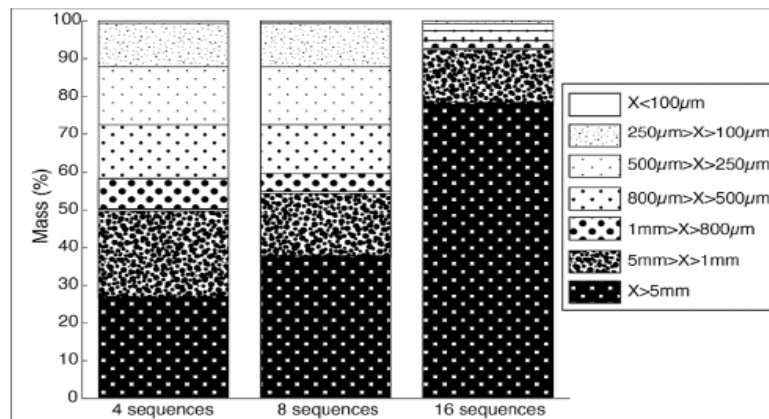 100
90
80
70
60
50
40
30
20
10
0
Mass (%)
4 sequences
8 sequences
16 sequences
X<100µm
250µm>X>100µm
500µm>X>250µm
800µm>X>500µm
1mm>X>800µm
5mm>X>1mm
X>5mm